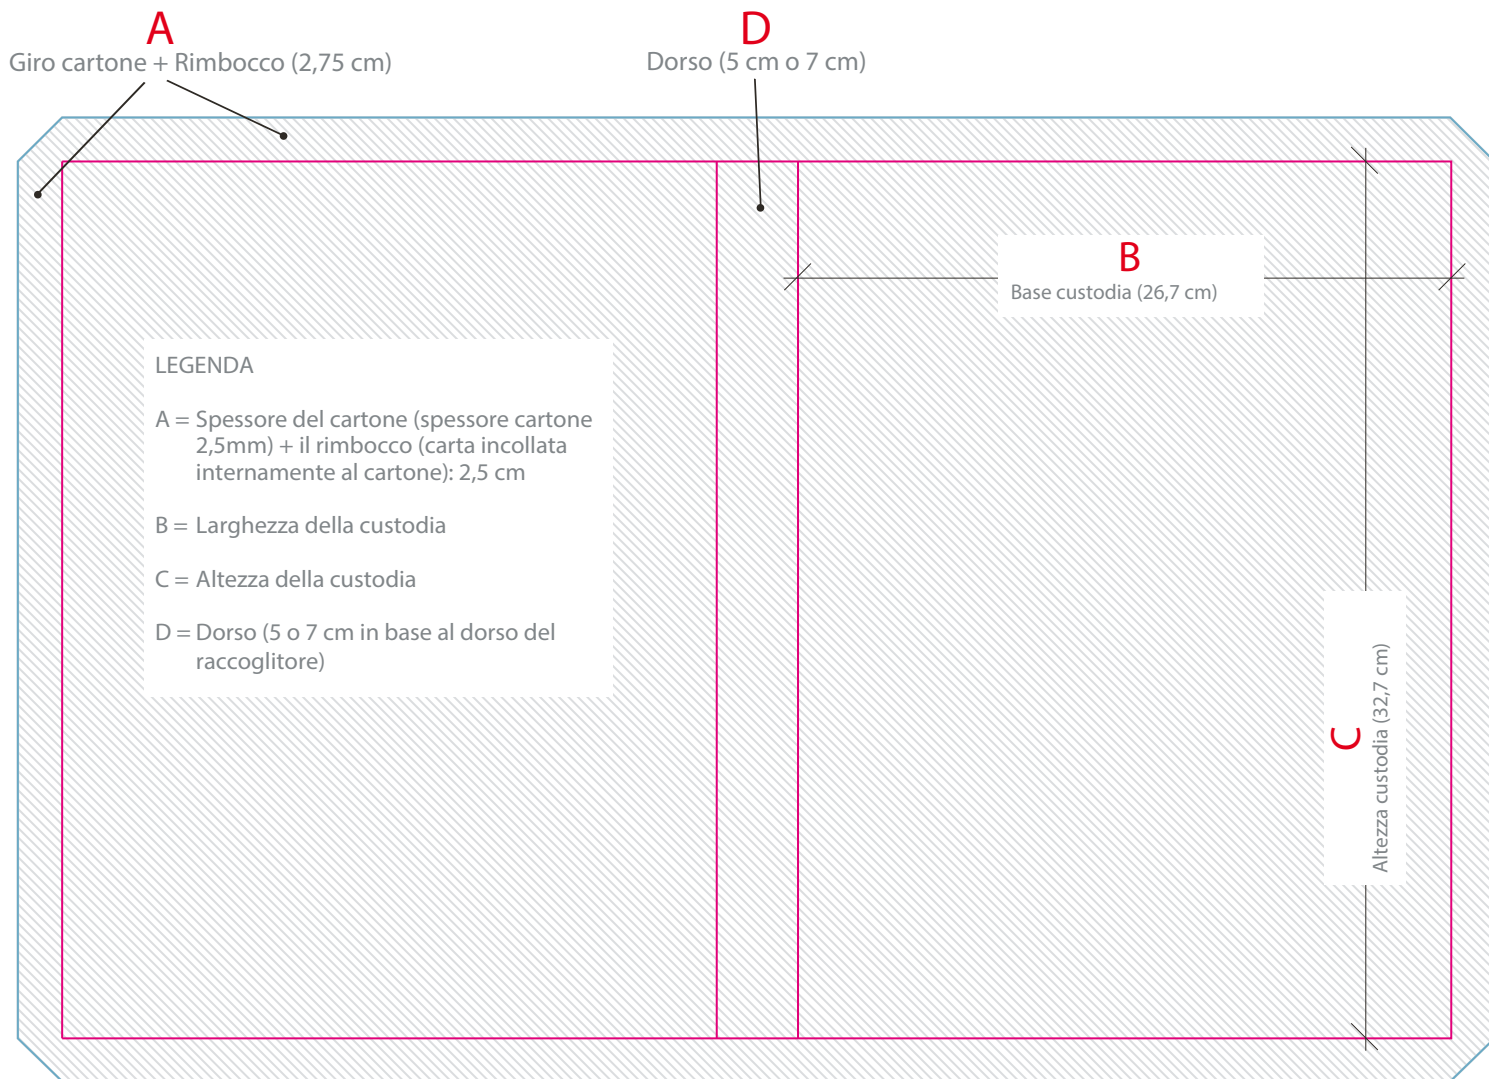 A
Giro cartone + Rimbocco (2,75 cm)
D
Dorso (5 cm o 7 cm)
B
Base custodia (26,7 cm)
LEGENDA
A = Spessore del cartone (spessore cartone
2,5mm) + il rimbocco (carta incollata
internamente al cartone): 2,5 cm
B = Larghezza della custodia
C = Altezza della custodia
D = Dorso (5 o 7 cm in base al dorso del
raccoglitore)
C
Altezza custodia (32,7 cm)